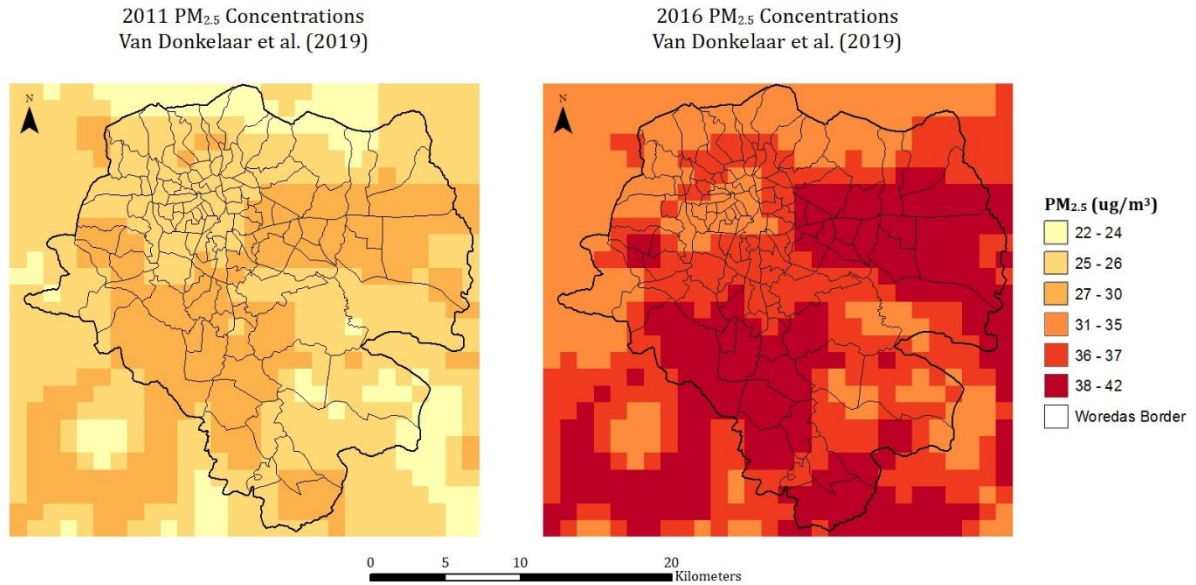 2011 PM₂.₅ Concentrations
Van Donkelaar et al. (2019)
2016 PM₂.₅ Concentrations
Van Donkelaar et al. (2019)
N
N
PM₂.₅ (ug/m³)
22 - 24
25 - 26
27 - 30
31 - 35
36 - 37
38 - 42
Woredas Border
0 5 10 20
Kilometers